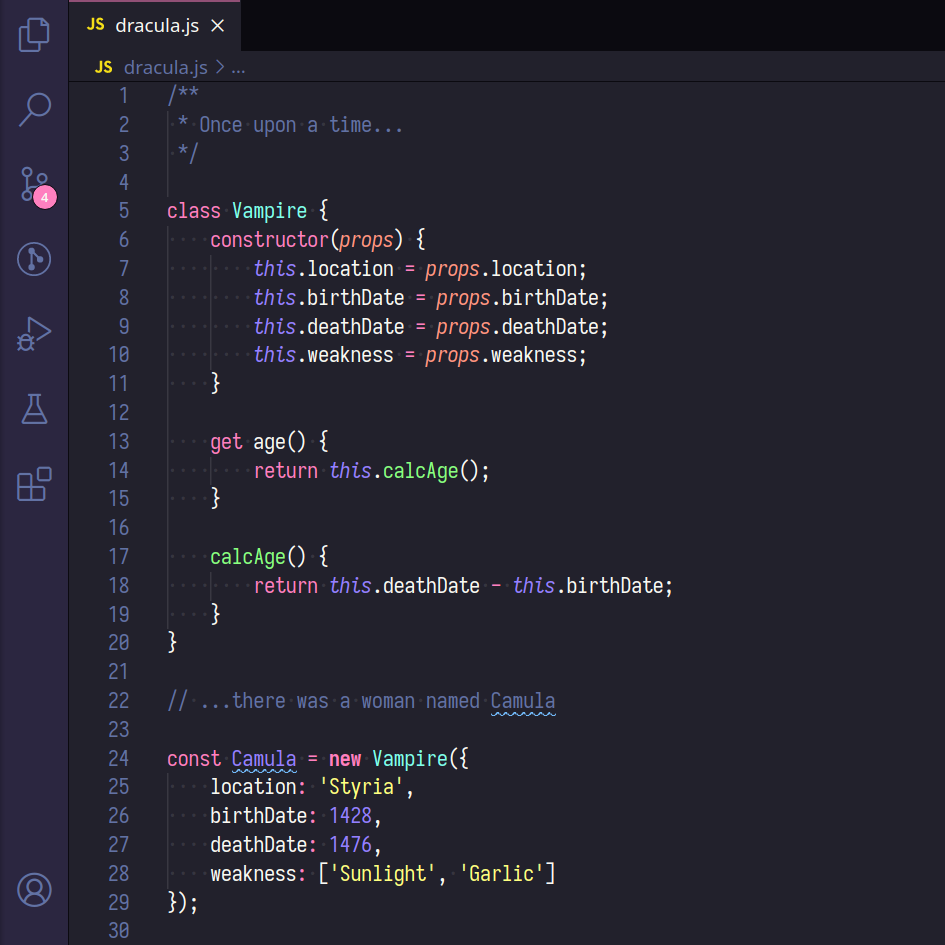 JS dracula.js
JS dracula.js > ...
4
1 /**
2  * Once upon a time...
3  */
4
5 class Vampire {
6     constructor(props) {
7         this.location = props.location;
8         this.birthDate = props.birthDate;
9         this.deathDate = props.deathDate;
10         this.weakness = props.weakness;
11     }
12
13     get age() {
14         return this.calcAge();
15     }
16
17     calcAge() {
18         return this.deathDate - this.birthDate;
19     }
20 }
21
22 // ...there was a woman named Camula
23
24 const Camula = new Vampire({
25     location: 'Styria',
26     birthDate: 1428,
27     deathDate: 1476,
28     weakness: ['Sunlight', 'Garlic']
29 });
30